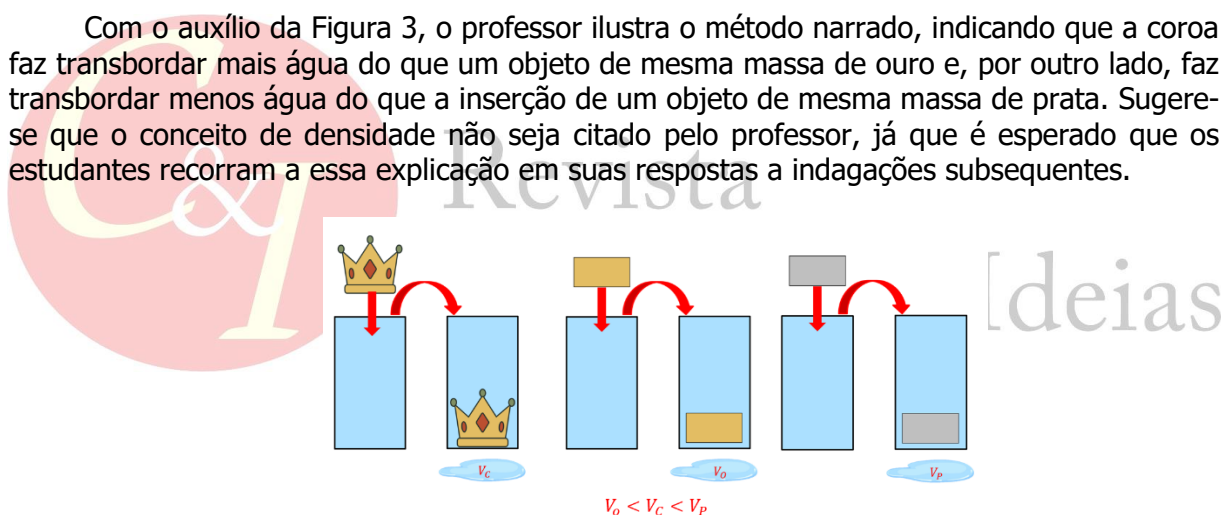 Com o auxílio da Figura 3, o professor ilustra o método narrado, indicando que a coroa
faz transbordar mais água do que um objeto de mesma massa de ouro e, por outro lado, faz
transbordar menos água do que a inserção de um objeto de mesma massa de prata. Sugere-
se que o conceito de densidade não seja citado pelo professor, já que é esperado que os
estudantes recorram a essa explicação em suas respostas a indagações subsequentes.
C&I
Revista
Ideias
V_C
V_O
V_P
V_o < V_C < V_P